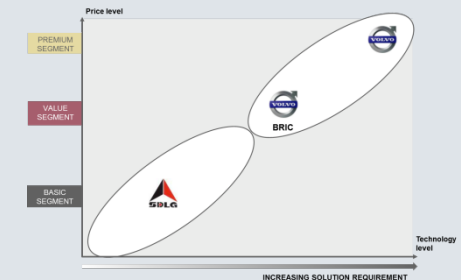 Price level
PREMIUM
SEGMENT
VOLVO
VALUE
SEGMENT
VOLVO
BRIC
BASIC
SEGMENT
SDLG
Technology
level
INCREASING SOLUTION REQUIREMENT